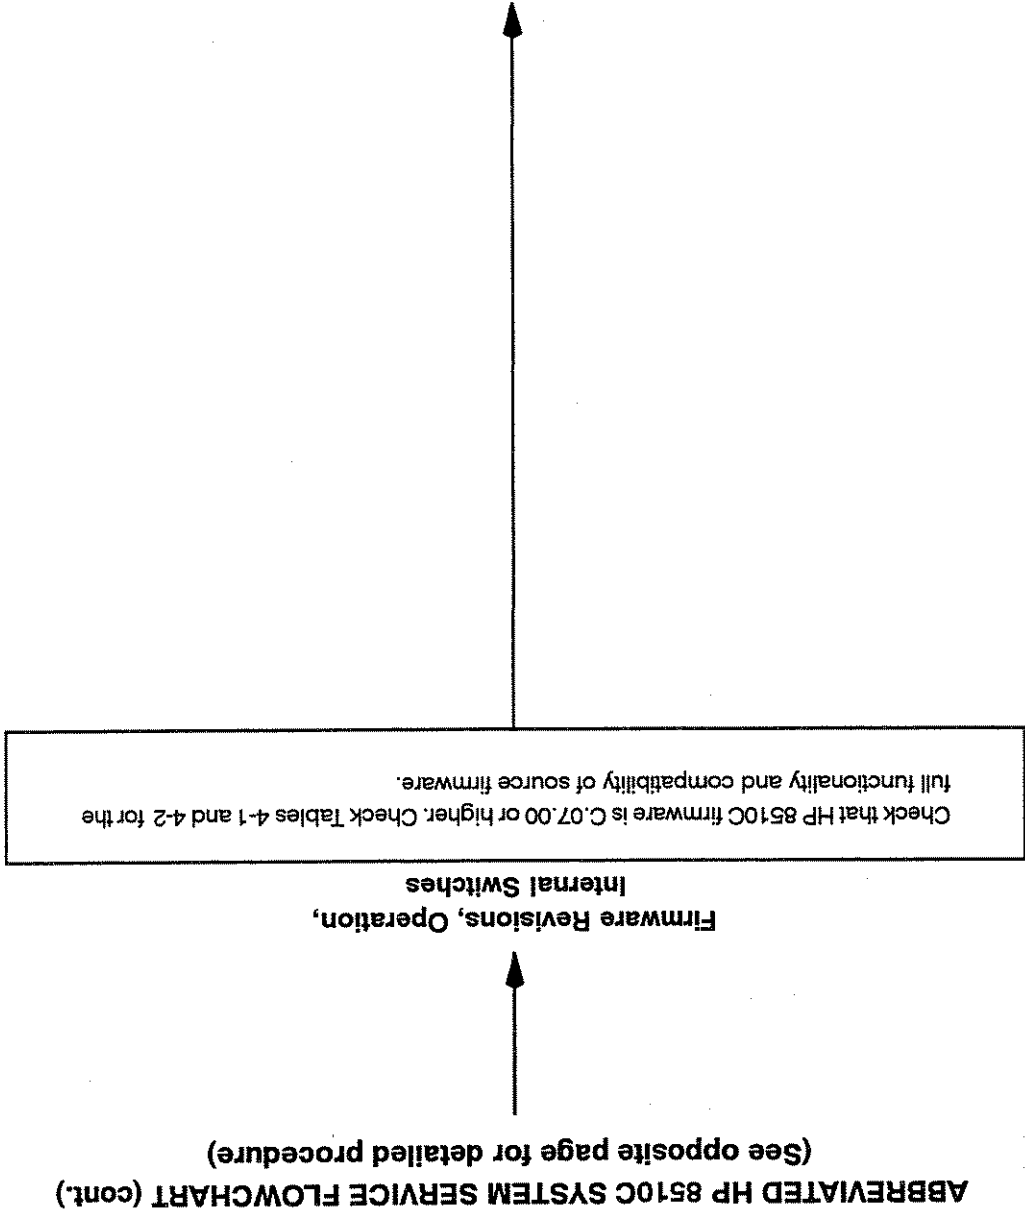 ABBREVIATED HP 8510C SYSTEM SERVICE FLOWCHART (cont.)
(See opposite page for detailed procedure)
Firmware Revisions, Operation,
Internal Switches
Check that HP 8510C firmware is C.07.00 or higher. Check Tables 4-1 and 4-2 for the
full functionality and compatibility of source firmware.